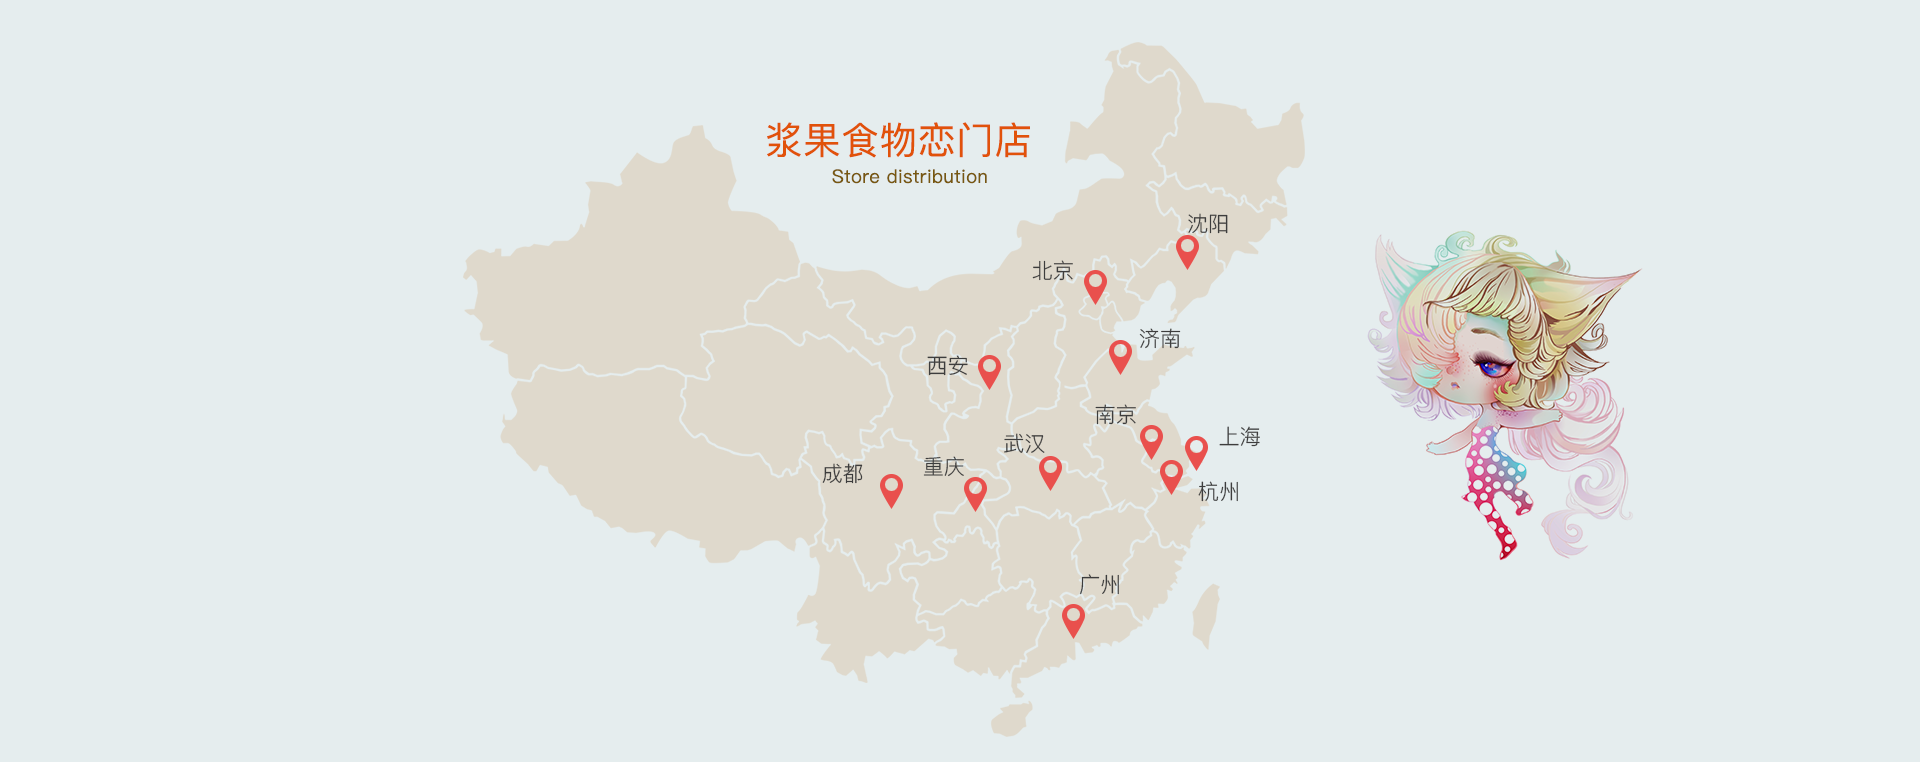 浆果食物恋门店
Store distribution
沈阳
北京
济南
西安
南京
上海
武汉
重庆
成都
杭州
广州